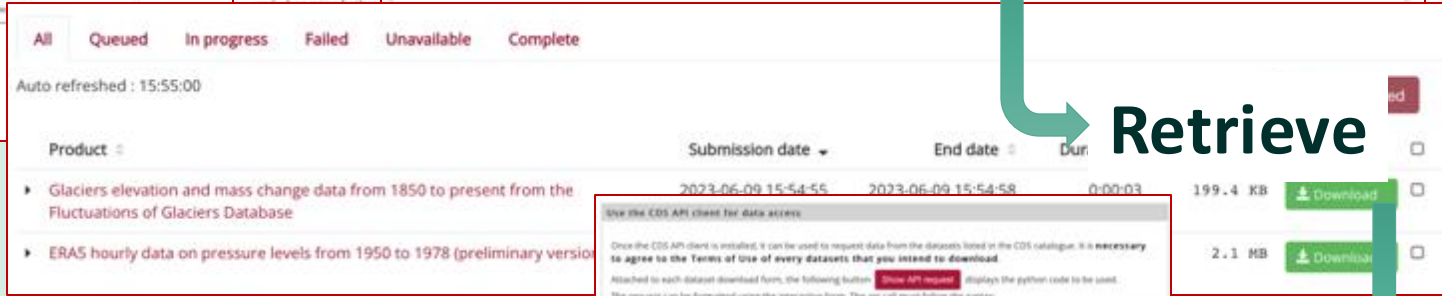 All Queued In progress Failed Unavailable Complete
Auto refreshed : 15:55:00
ed
Retrieve
Product Submission date End date Dur
Glaciers elevation and mass change data from 1850 to present from the 2023-06-09 15:54:55 2023-06-09 15:54:58 0:00:03 199.4 KB Download
Fluctuations of Glaciers Database
Use the CDS API client for data access
ERA5 hourly data on pressure levels from 1950 to 1978 (preliminary version 2.1 MB Download
Once the CDS API client is installed, it can be used to request data from the datasets listed in the CDS catalogue. It is necessary
to agree to the Terms of Use of every datasets that you intend to download.
Attached to each dataset download form, the following button Show API request displays the python code to be used.